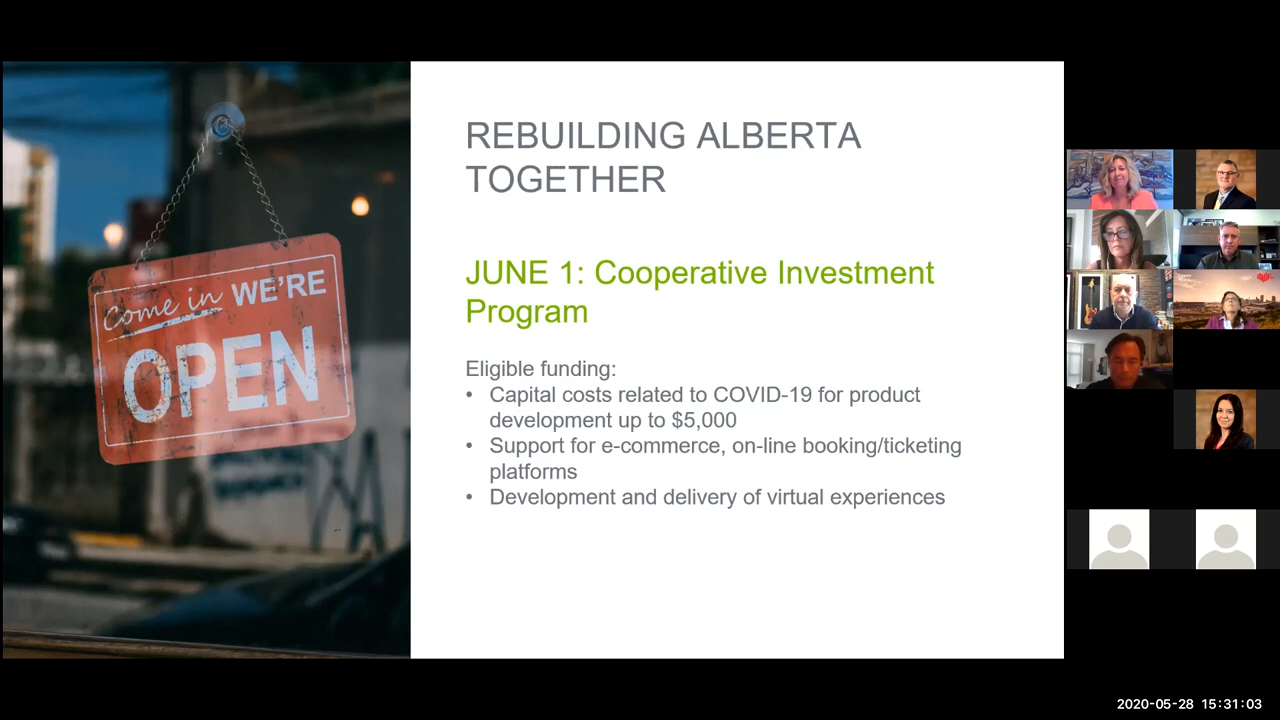 REBUILDING ALBERTA
TOGETHER
JUNE 1: Cooperative Investment
Program
Eligible funding:
• Capital costs related to COVID-19 for product
development up to $5,000
• Support for e-commerce, on-line booking/ticketing
platforms
• Development and delivery of virtual experiences
Come in WE'RE
OPEN
2020-05-28 15:31:03